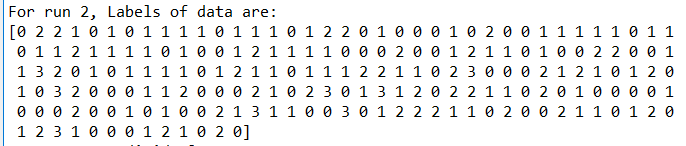 For run 2, Labels of data are:
[0 2 2 1 0 1 0 1 1 1 1 1 0 1 1 1 0 1 2 2 0 1 0 0 0 1 0 2 0 0 1 1 1 1 1 0 1 1
0 1 1 2 1 1 1 1 1 0 1 0 0 1 2 1 1 1 1 1 0 0 0 2 0 0 1 2 1 1 0 1 0 0 2 2 0 0 1
1 3 2 0 1 0 1 1 1 1 1 0 1 2 1 1 0 1 1 1 1 2 2 1 1 0 2 3 0 0 0 2 1 2 1 0 1 2 0
1 0 3 2 0 0 0 1 1 2 0 0 0 2 1 0 2 3 0 1 3 1 2 0 2 2 1 1 0 2 0 1 0 0 0 0 1
0 0 0 2 0 0 1 0 1 0 0 2 1 3 1 1 0 0 3 0 1 2 2 2 1 1 0 2 0 0 2 1 1 0 1 2 0
1 2 3 1 0 0 0 1 2 1 0 2 0]